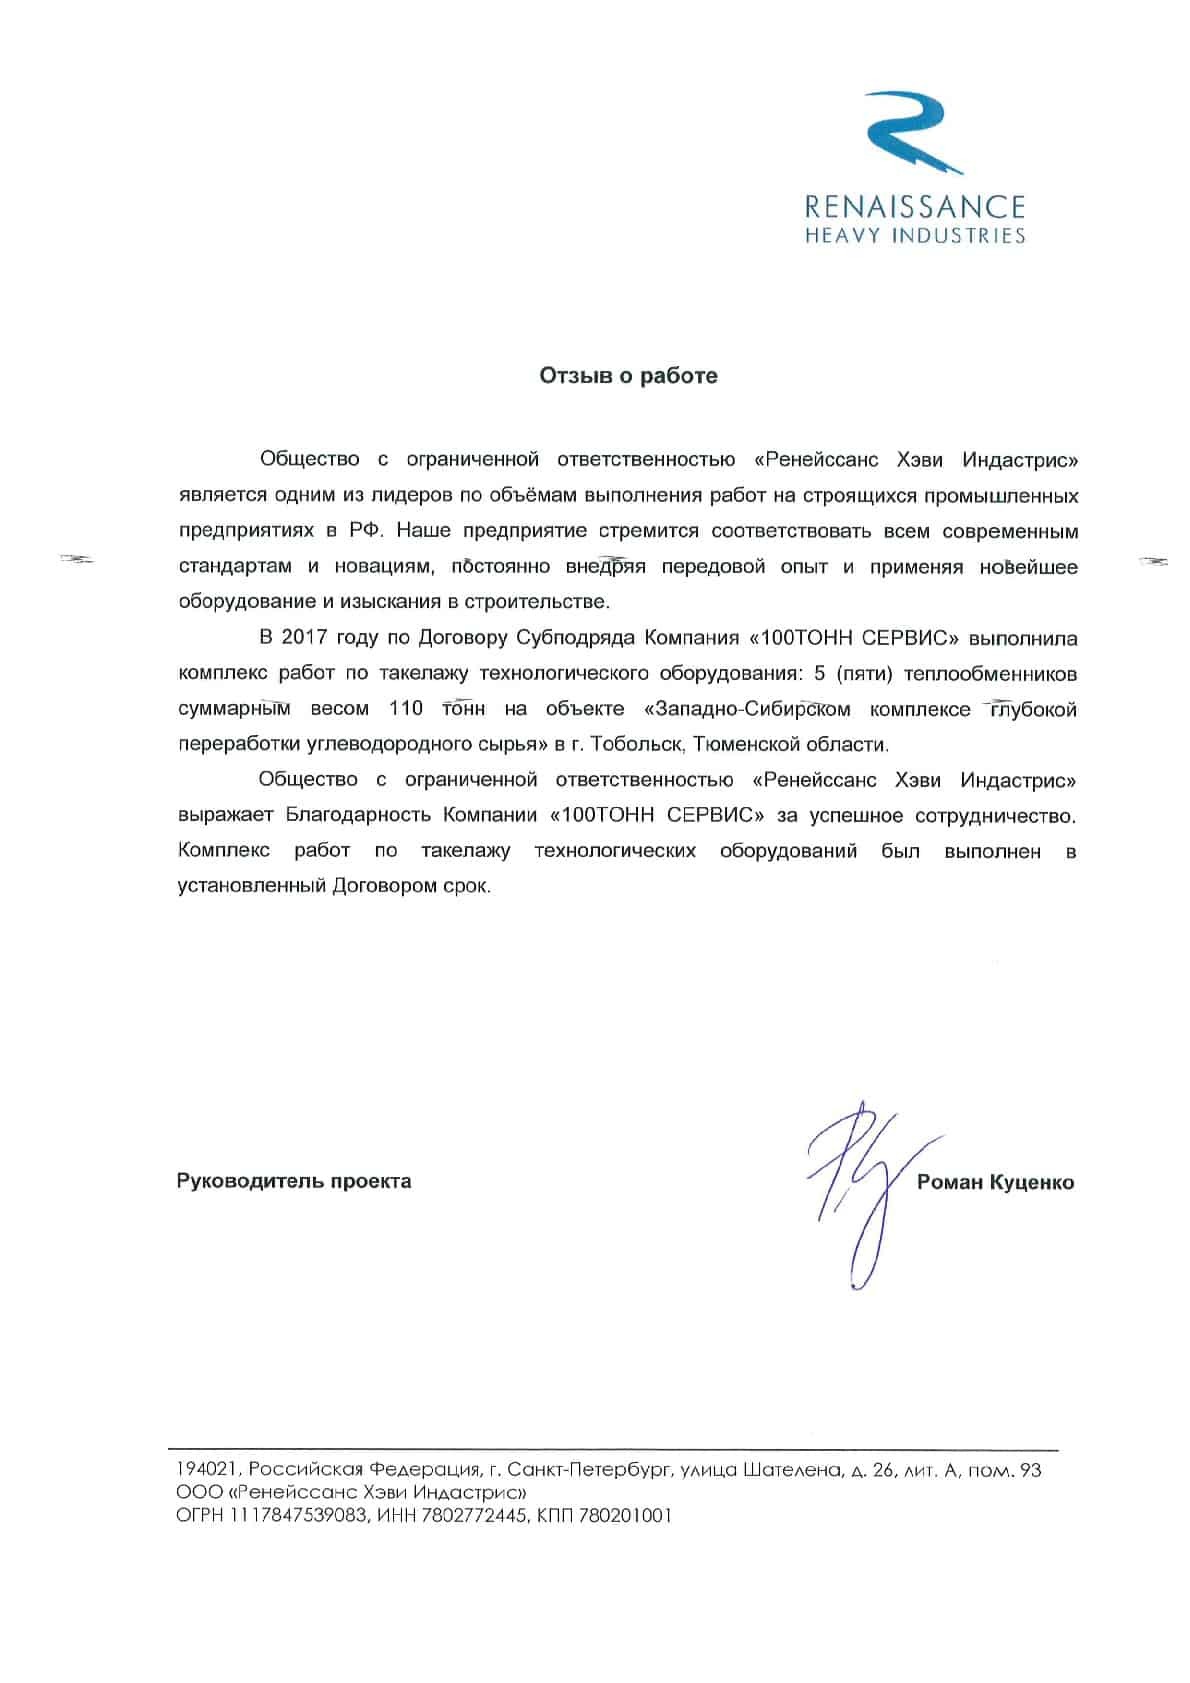 RENAISSANCE
HEAVY INDUSTRIES
Отзыв о работе
Общество с ограниченной ответственностью «Ренейссанс Хэви Индастрис»
является одним из лидеров по объёмам выполнения работ на строящихся промышленных
предприятиях в РФ. Наше предприятие стремится соответствовать всем современным
стандартам и новациям, постоянно внедряя передовой опыт и применяя новейшее
оборудование и изыскания в строительстве.
В 2017 году по Договору Субподряда Компания «100ТОНН СЕРВИС» выполнила
комплекс работ по такелажу технологического оборудования: 5 (пяти) теплообменников
суммарным весом 110 тонн на объекте «Западно-Сибирском комплексе глубокой
переработки углеводородного сырья» в г. Тобольск, Тюменской области.
Общество с ограниченной ответственностью «Ренейссанс Хэви Индастрис»
выражает Благодарность Компании «100ТОНН СЕРВИС» за успешное сотрудничество.
Комплекс работ по такелажу технологических оборудований был выполнен в
установленный Договором срок.
Руководитель проекта Роман Куценко
194021, Российская Федерация, г. Санкт-Петербург, улица Шателена, д. 26, лит. А, пом. 93
ООО «Ренейссанс Хэви Индастрис»
ОГРН 1117847539083, ИНН 7802772445, КПП 780201001